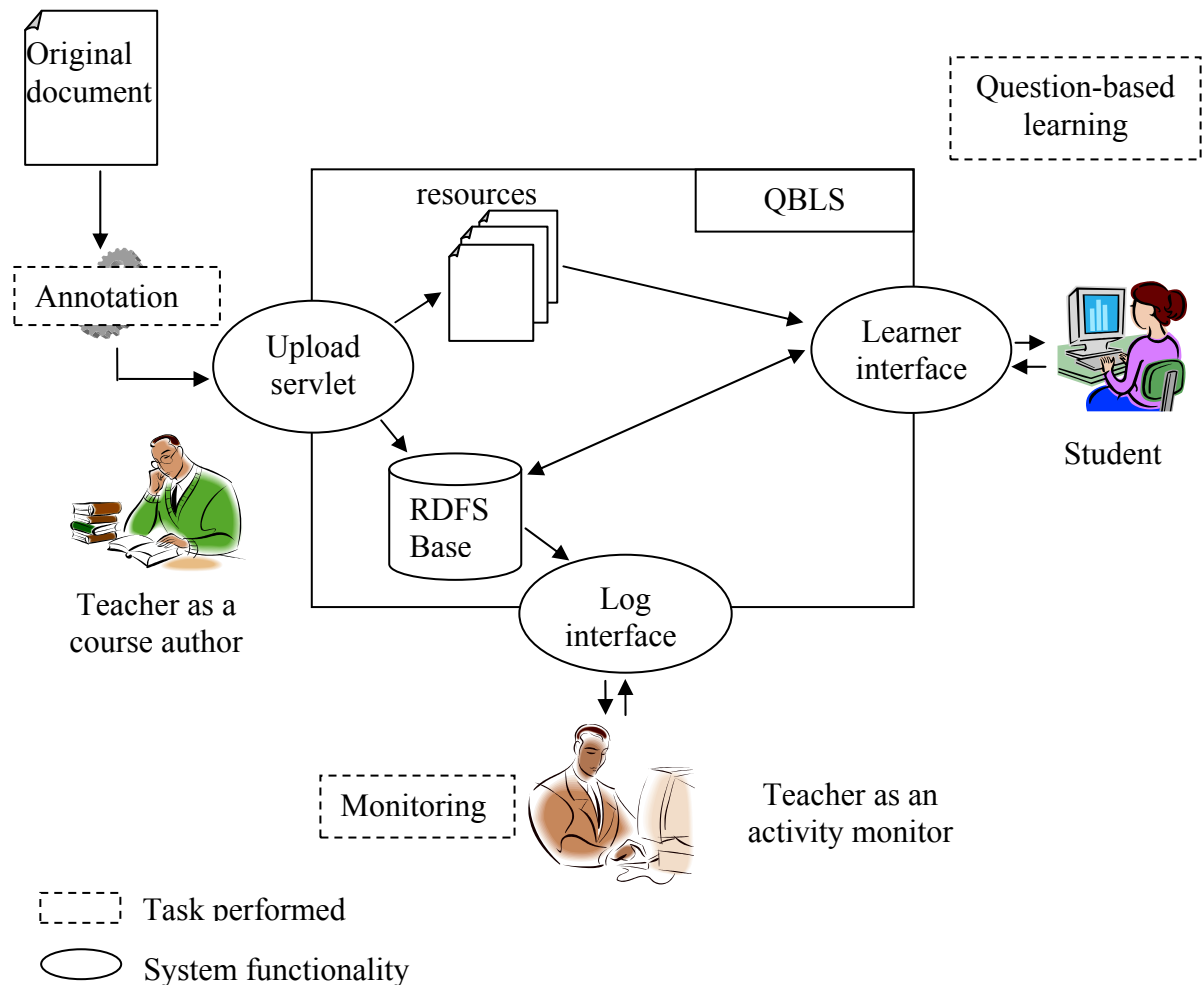 Original
document
Question-based
learning
resources
QBLS
Annotation
Upload
servlet
Learner
interface
Student
RDFS
Base
Teacher as a
course author
Log
interface
Monitoring
Teacher as an
activity monitor
Task performed
System functionality